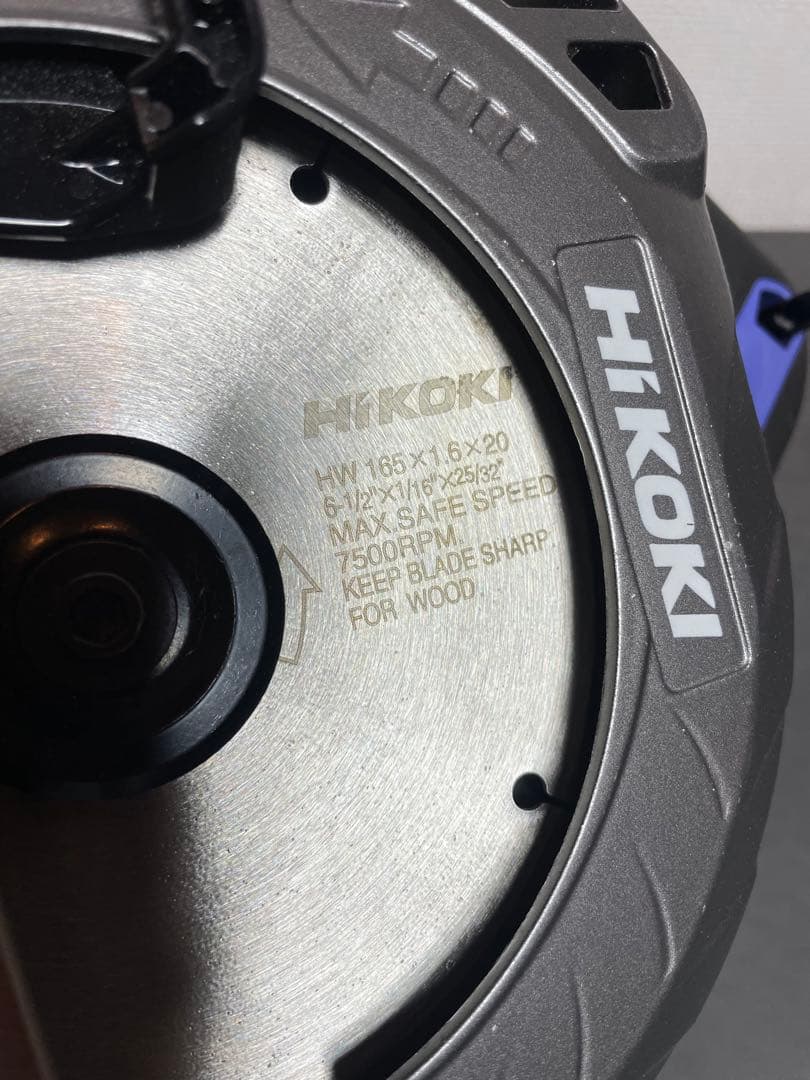 HiKOKI
HW 165×1.6×20
6-1/2"×1/16"×25/32"
MAX SAFE SPEED
7500RPM
KEEP BLADE SHARP
FOR WOOD
HiKOKI